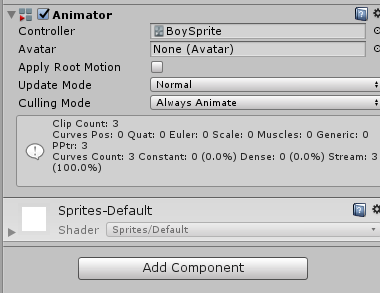 Animator
Controller BoySprite
Avatar None (Avatar)
Apply Root Motion
Update Mode Normal
Culling Mode Always Animate
Clip Count: 3
Curves Pos: 0 Quat: 0 Euler: 0 Scale: 0 Muscles: 0 Generic: 0
PPtr: 3
Curves Count: 3 Constant: 0 (0.0%) Dense: 0 (0.0%) Stream: 3
(100.0%)
Sprites-Default
Shader Sprites/Default
Add Component